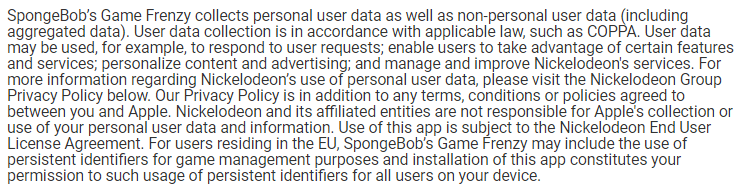 SpongeBob’s Game Frenzy collects personal user data as well as non-personal user data (including
aggregated data). User data collection is in accordance with applicable law, such as COPPA. User data
may be used, for example, to respond to user requests; enable users to take advantage of certain features
and services; personalize content and advertising; and manage and improve Nickelodeon's services. For
more information regarding Nickelodeon’s use of personal user data, please visit the Nickelodeon Group
Privacy Policy below. Our Privacy Policy is in addition to any terms, conditions or policies agreed to
between you and Apple. Nickelodeon and its affiliated entities are not responsible for Apple's collection or
use of your personal user data and information. Use of this app is subject to the Nickelodeon End User
License Agreement. For users residing in the EU, SpongeBob’s Game Frenzy may include the use of
persistent identifiers for game management purposes and installation of this app constitutes your
permission to such usage of persistent identifiers for all users on your device.